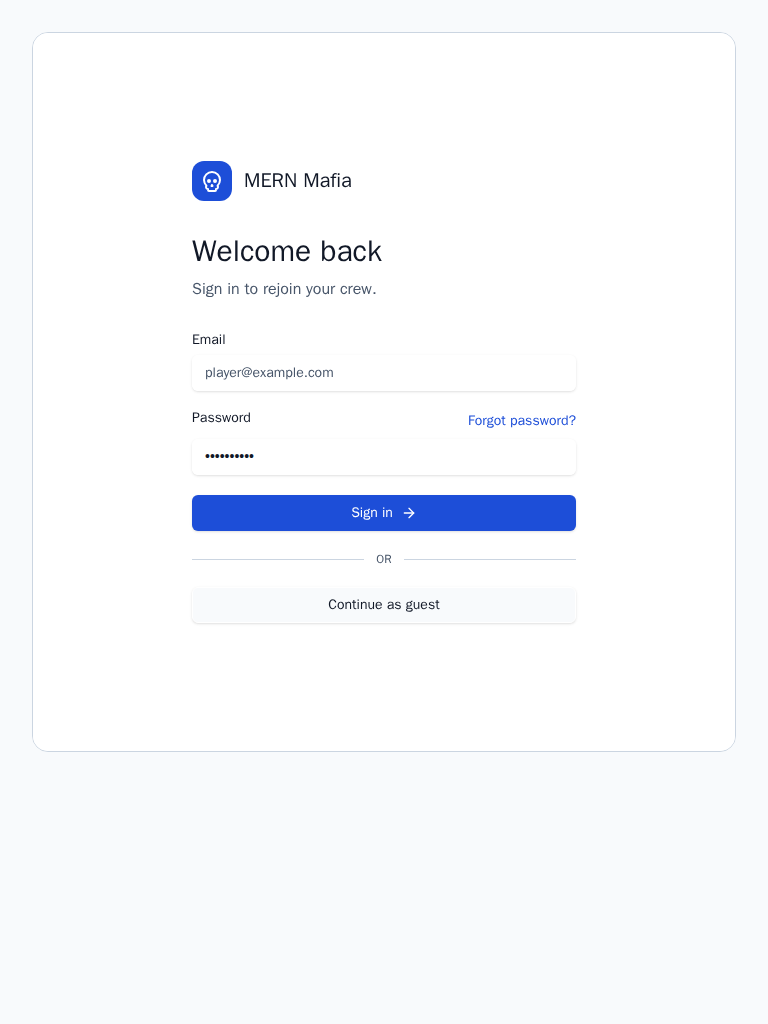 MERN Mafia
Welcome back
Sign in to rejoin your crew.
Email
player@example.com
Password
Forgot password?
••••••••••
Sign in
OR
Continue as guest